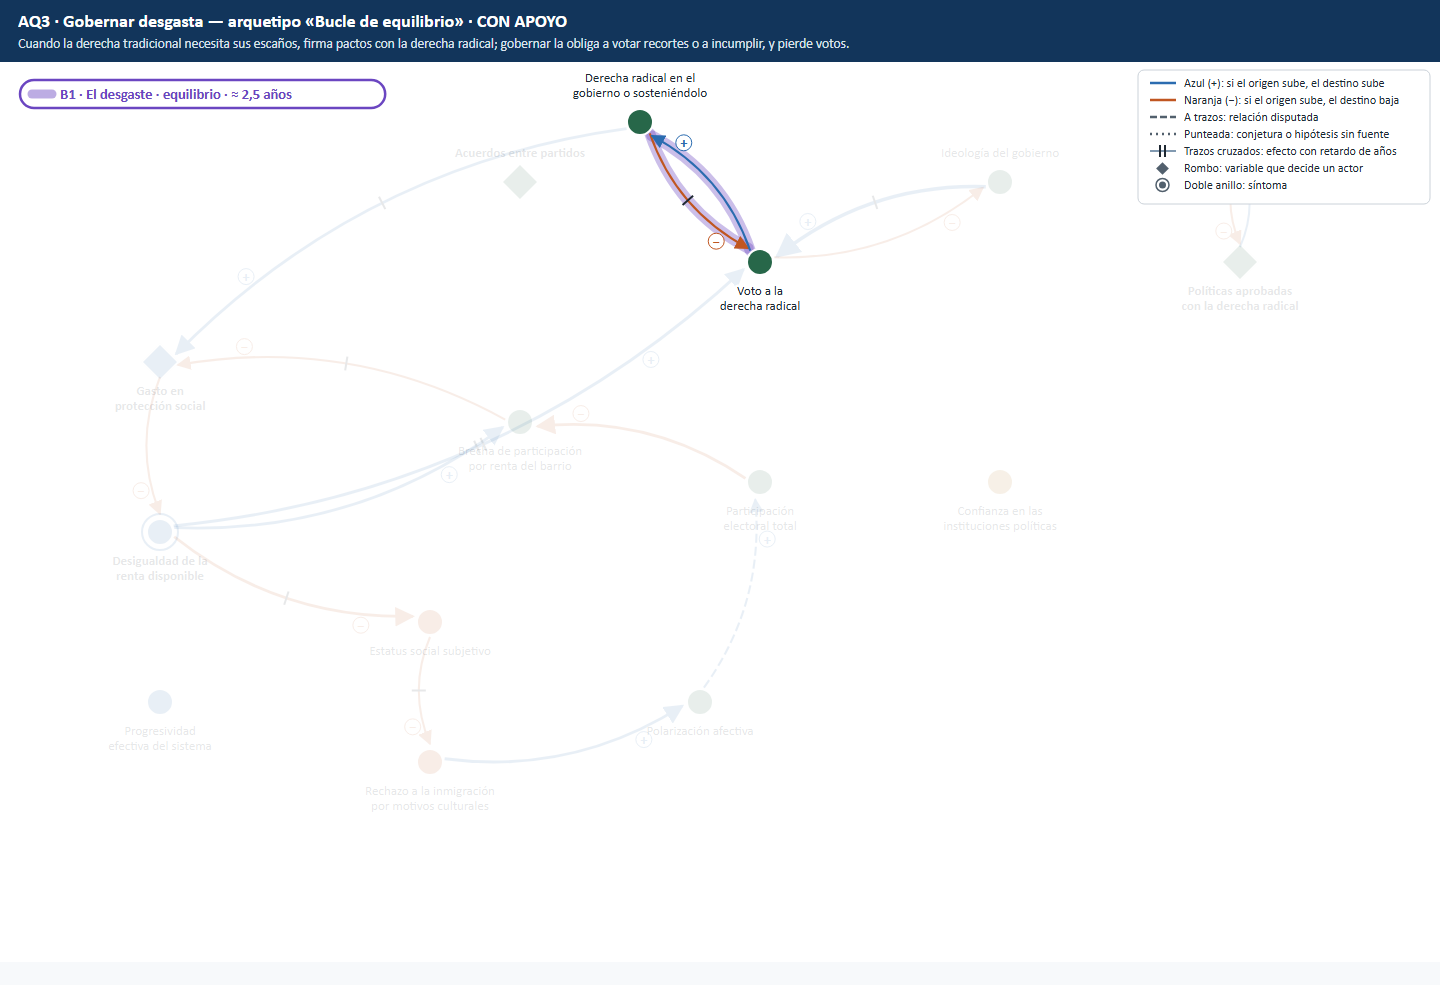 AQ3 · Gobernar desgasta — arquetipo «Bucle de equilibrio» · CON APOYO
Cuando la derecha tradicional necesita sus escaños, firma pactos con la derecha radical; gobernar la obliga a votar recortes o a incumplir, y pierde votos.
B1 · El desgaste · equilibrio · ≈ 2,5 años
Derecha radical en el
gobierno o sosteniéndolo
Azul (+): si el origen sube, el destino sube
Naranja (−): si el origen sube, el destino baja
A trazos: relación disputada
Punteada: conjetura o hipótesis sin fuente
Trazos cruzados: efecto con retardo de años
Rombo: variable que decide un actor
Doble anillo: síntoma
Acuerdos entre partidos
Ideología del gobierno
+
−
+
−
−
+
Voto a la
derecha radical
Políticas aprobadas
con la derecha radical
−
+
Gasto en
protección social
−
Brecha de participación
por renta del barrio
+
−
Participación
electoral total
+
Confianza en las
instituciones políticas
Desigualdad de la
renta disponible
−
Estatus social subjetivo
−
Progresividad
efectiva del sistema
Polarización afectiva
+
Rechazo a la inmigración
por motivos culturales